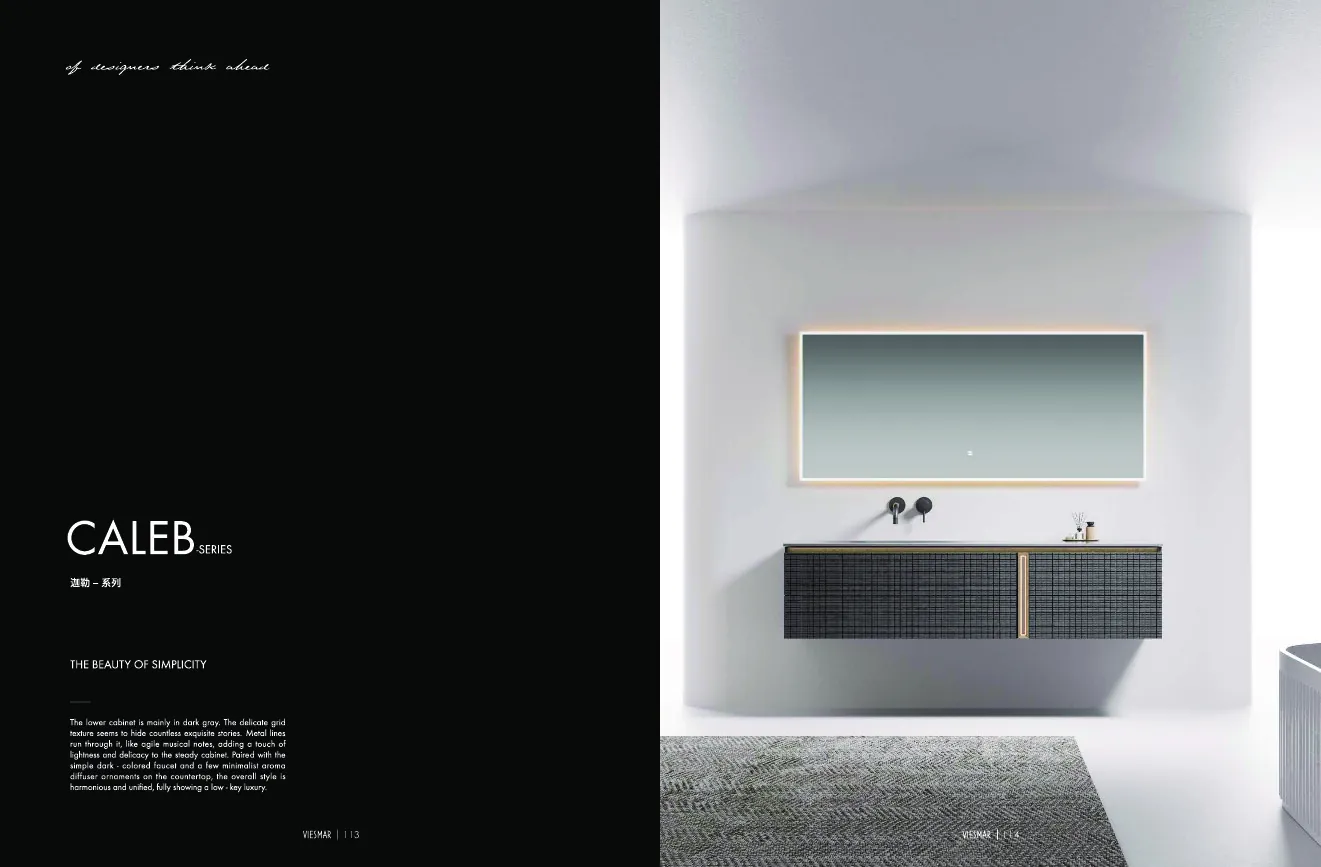 of designers think ahead
CALEB-SERIES
迦勒 – 系列
THE BEAUTY OF SIMPLICITY
The lower cabinet is mainly in dark gray. The delicate grid
texture seems to hide countless exquisite stories. Metal lines
run through it, like agile musical notes, adding a touch of
lightness and delicacy to the steady cabinet. Paired with the
simple dark - colored faucet and a few minimalist aroma
diffuser ornaments on the countertop, the overall style is
harmonious and unified, fully showing a low - key luxury.
VIESMAR | 113
VIESMAR | 114